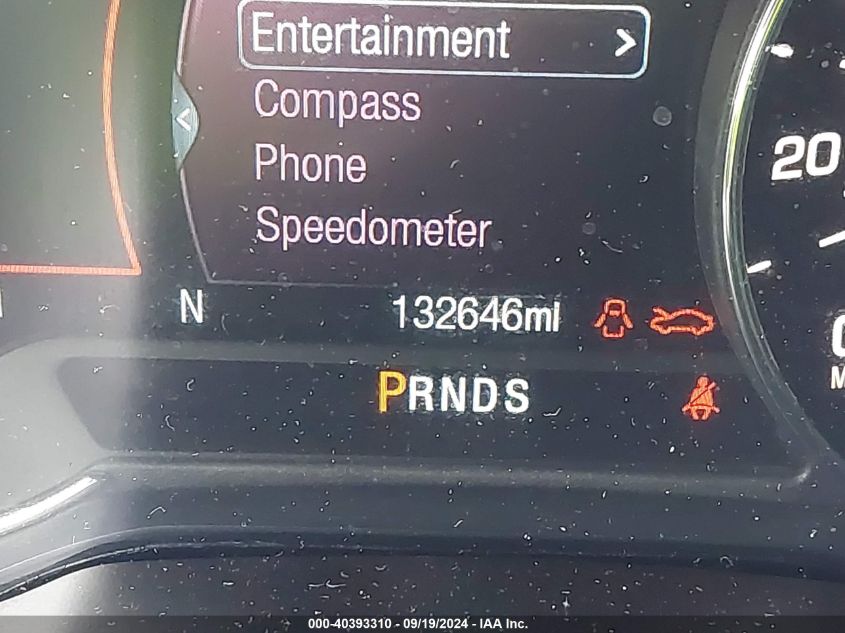 Entertainment >
Compass
Phone
Speedometer
20
N 132646mi
PRNDS
000-40393310 - 09/19/2024 - IAA Inc.